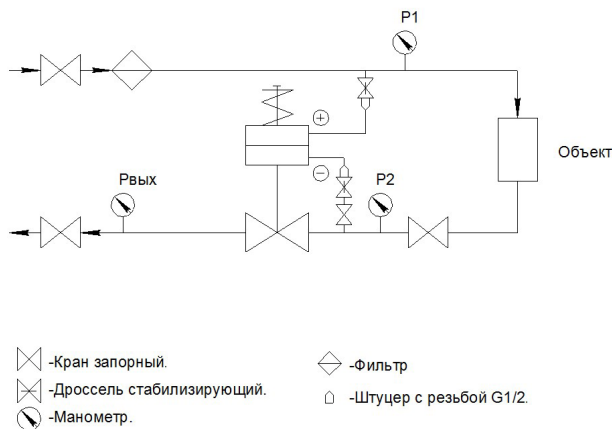 P1
+
Объект
−
Рвых
P2
-Кран запорный.
-Дроссель стабилизирующий.
-Манометр.
-Фильтр
-Штуцер с резьбой G1/2.